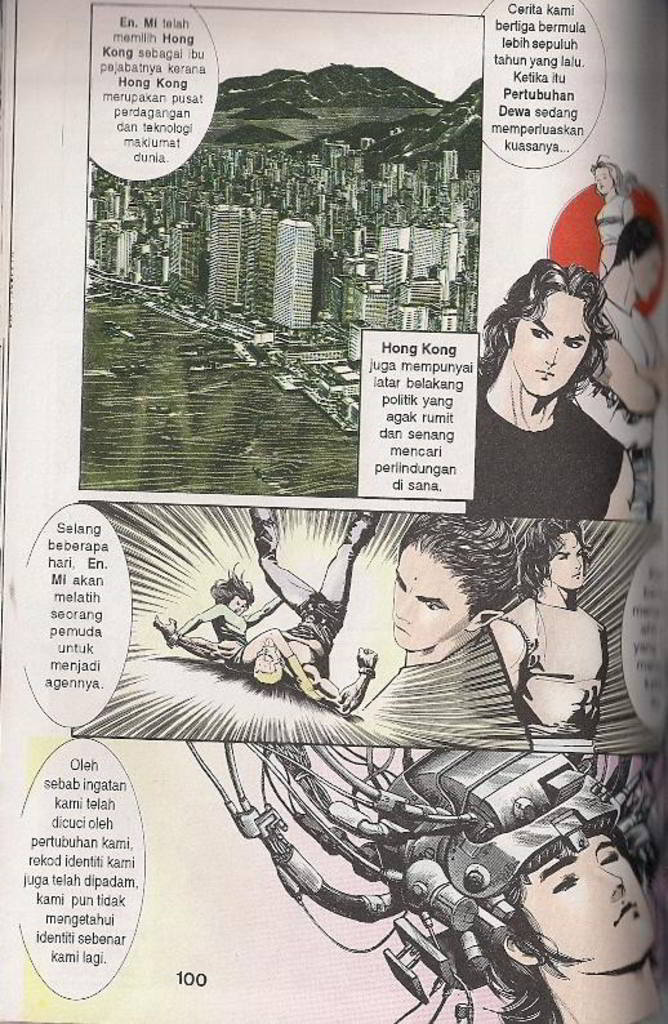 En. Mi telah
memilih Hong
Kong sebagai ibu
pejabatnya kerana
Hong Kong
merupakan pusat
perdagangan
dan teknologi
maklumat
dunia.
Cerita kami
bertiga bermula
lebih sepuluh
tahun yang lalu.
Ketika itu
Pertubuhan
Dewa sedang
memperluaskan
kuasanya...
Hong Kong
juga mempunyai
latar belakang
politik yang
agak rumit
dan senang
mencari
perlindungan
di sana.
Selang
beberapa
hari, En.
Mi akan
melatih
seorang
pemuda
untuk
menjadi
agennya.
Oleh
sebab ingatan
kami telah
dicuci oleh
pertubuhan kami,
rekod identiti kami
juga telah dipadam,
kami pun tidak
mengetahui
identiti sebenar
kami lagi.
100